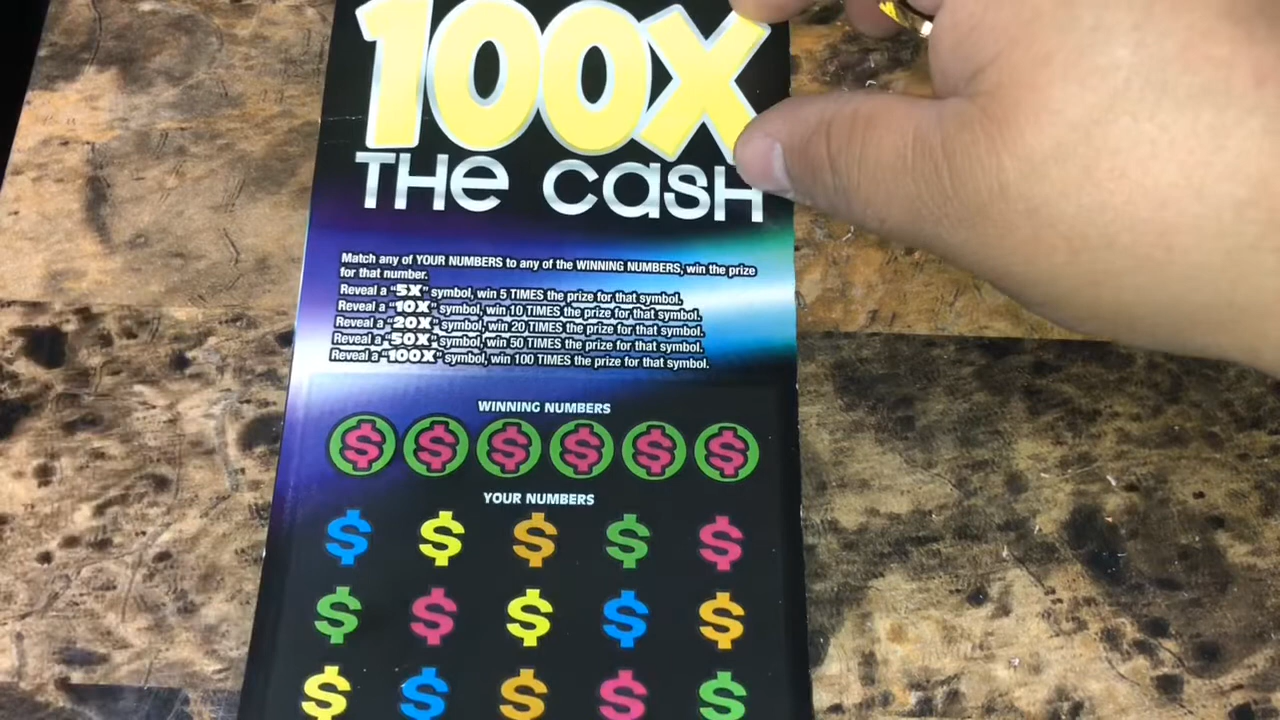 100X
THE CASH
Match any of YOUR NUMBERS to any of the WINNING NUMBERS, win the prize
for that number.
Reveal a "5X" symbol, win 5 TIMES the prize for that symbol.
Reveal a "10X" symbol, win 10 TIMES the prize for that symbol.
Reveal a "20X" symbol, win 20 TIMES the prize for that symbol.
Reveal a "50X" symbol, win 50 TIMES the prize for that symbol.
Reveal a "100X" symbol, win 100 TIMES the prize for that symbol.
WINNING NUMBERS
$ $ $ $ $ $
YOUR NUMBERS
$ $ $ $ $
$ $ $ $ $
$ $ $ $ $